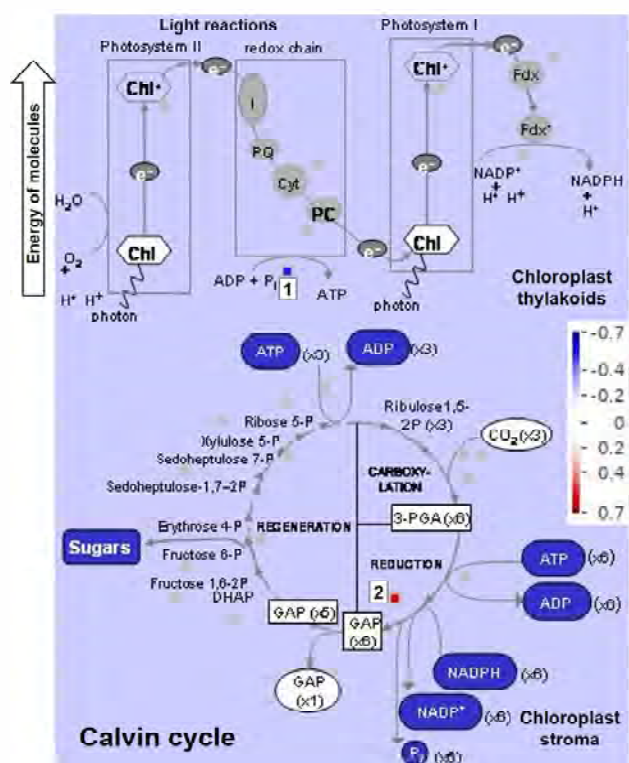 Light reactions
Photosystem II
redox chain
Photosystem I
Energy of molecules
Chl*
e⁻
e⁻
H₂O
O₂
+
H⁺ H⁺
Chl
photon
I
PQ
Cyt
PC
e⁻
ADP + Pi
1
ATP
Chl*
e⁻
e⁻
Chl
photon
Fdx
Fdx⁻
NADP⁺
+
H⁺ H⁺
NADPH
+
H⁺
Chloroplast
thylakoids
-0.7
-0.4
-0.2
0
0.2
0.4
0.7
ATP
(x3)
ADP
(x3)
Ribose 5-P
Xylulose 5-P
Sedoheptulose 7-P
Sedoheptulose-1,7-2P
Erythrose 4-P
Fructose 6-P
Fructose 1,6-2P
DHAP
Sugars
REGENERATION
Ribulose 1,5-
2P (x3)
CO₂ (x3)
CARBOXY-
LATION
3-PGA (x6)
REDUCTION
2
ATP
(x6)
ADP
(x6)
GAP (x5)
GAP
(x6)
GAP
(x1)
NADPH
(x6)
NADP⁺
(x6)
Pi
(x6)
Calvin cycle
Chloroplast
stroma